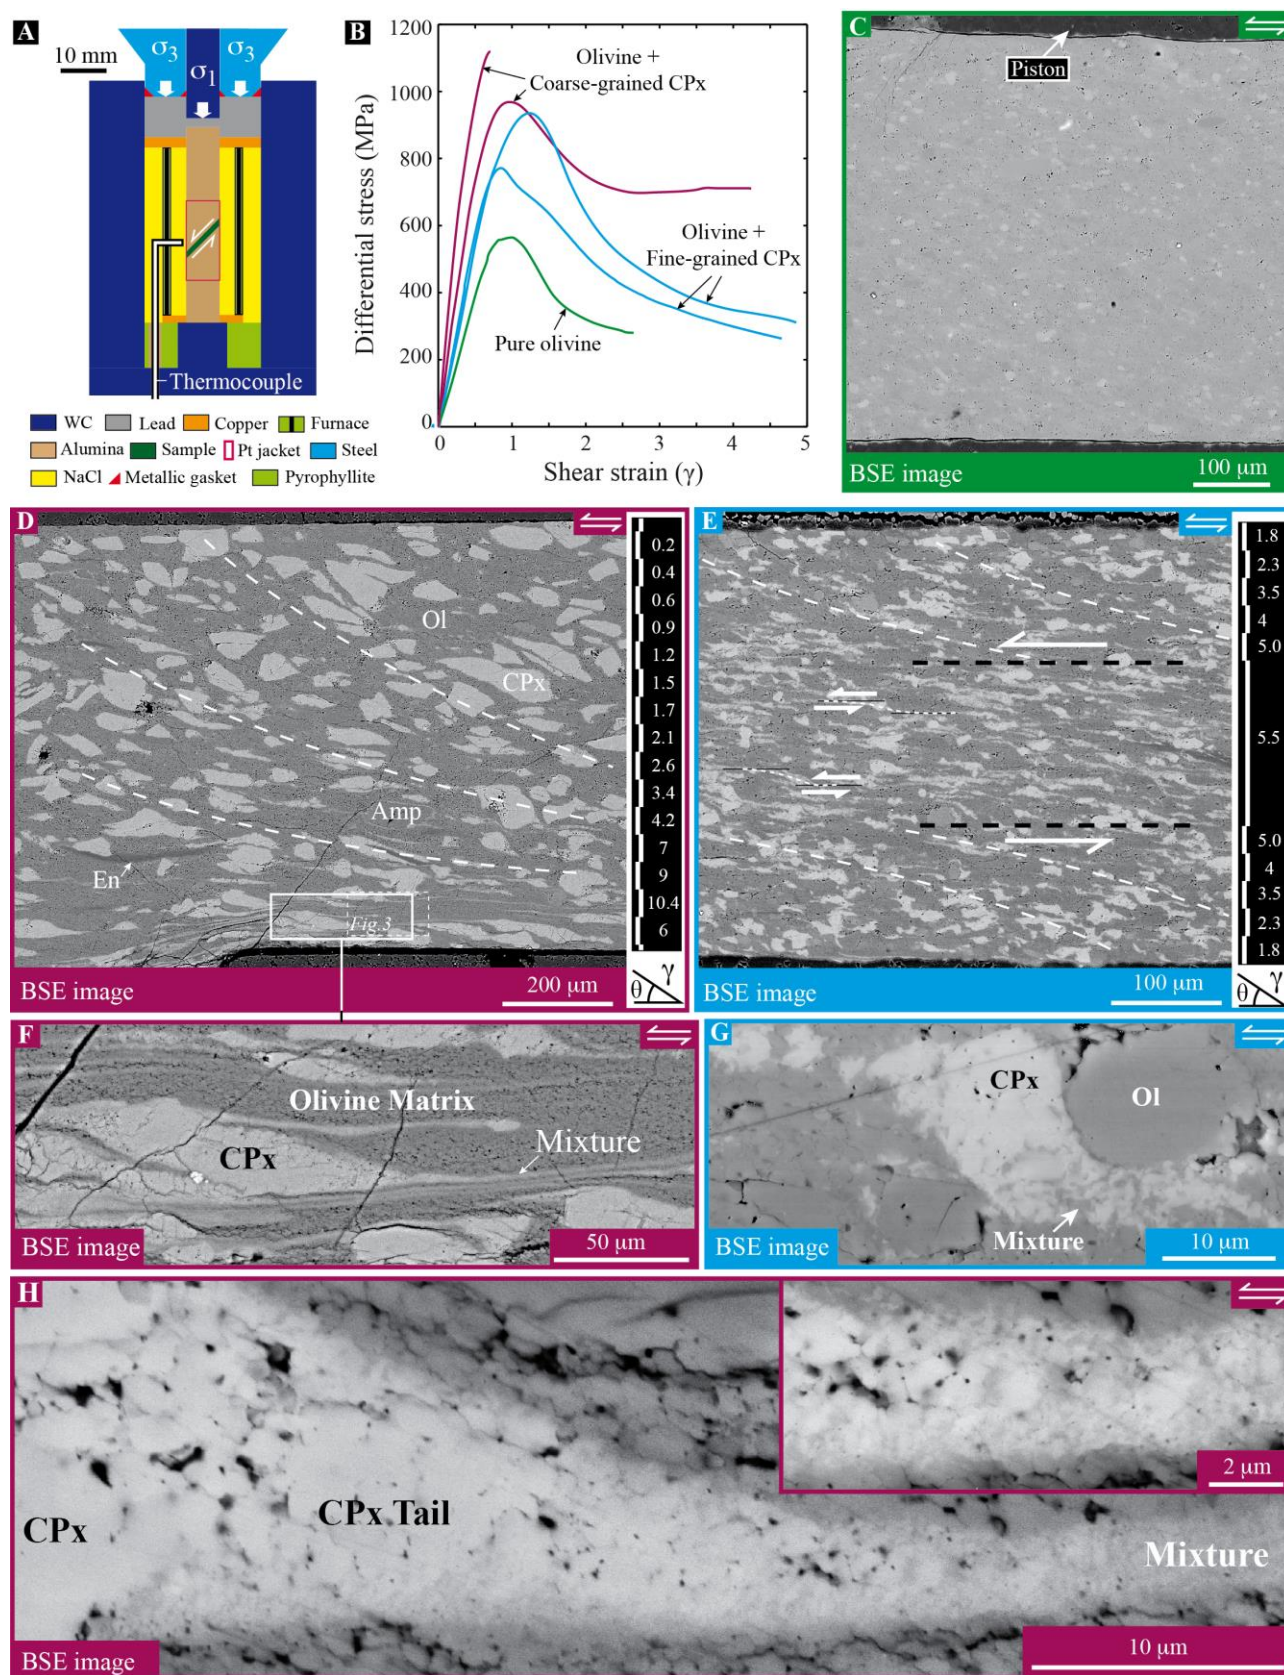 A
10 mm
σ3
σ3
σ1
Thermocouple
WC Lead Copper Furnace
Alumina Sample Pt jacket Steel
NaCl Metallic gasket Pyrophyllite
B
Differential stress (MPa)
1200
1000
800
600
400
200
0
0 1 2 3 4 5
Shear strain (γ)
Olivine +
Coarse-grained CPx
Olivine +
Fine-grained CPx
Pure olivine
C
Piston
BSE image
100 μm
D
Ol
CPx
Amp
En
Fig.3
0.2
0.4
0.6
0.9
1.2
1.5
1.7
2.1
2.6
3.4
4.2
7
9
10.4
6
θ γ
BSE image
200 μm
E
1.8
2.3
3.5
4
5.0
5.5
5.0
4
3.5
2.3
1.8
θ γ
BSE image
100 μm
F
Olivine Matrix
CPx
Mixture
BSE image
50 μm
G
CPx
Ol
Mixture
BSE image
10 μm
H
2 μm
CPx
CPx Tail
Mixture
BSE image
10 μm